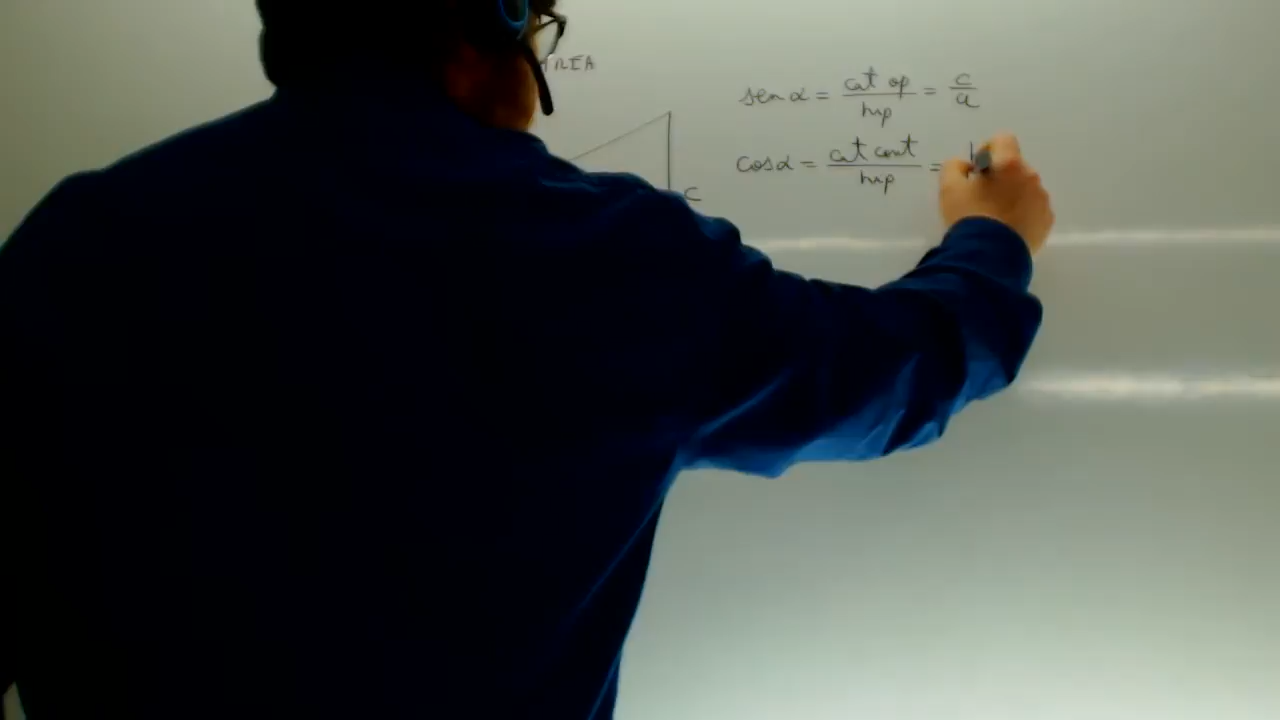 sen α = cat op / hip = c / a
cos α = cat cont / hip =
c